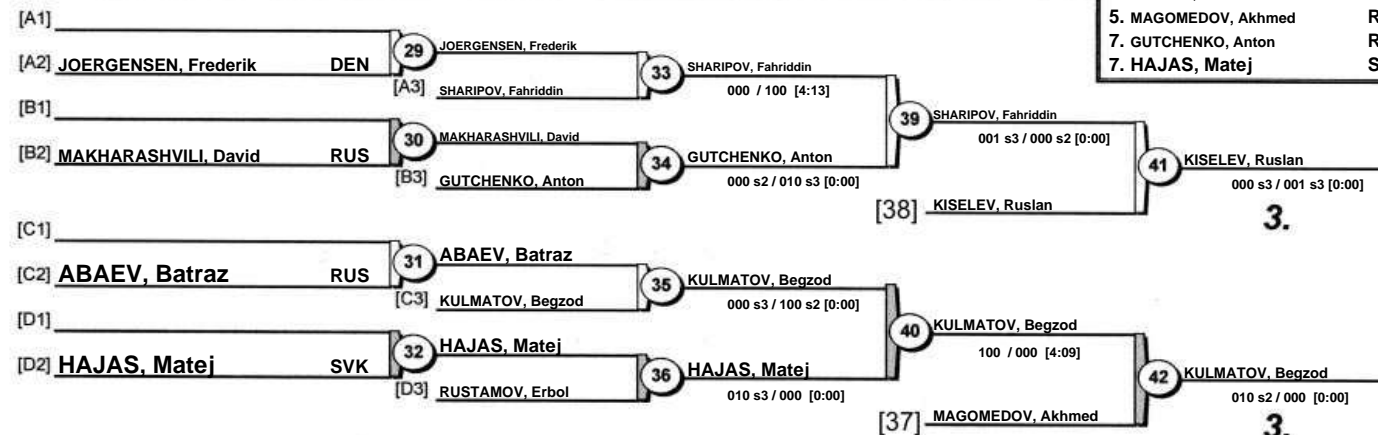 5. MAGOMEDOV, Akhmed R
7. GUTCHENKO, Anton R
7. HAJAS, Matej S
[A1]
[A2] JOERGENSEN, Frederik DEN
29
JOERGENSEN, Frederik
[A3] SHARIPOV, Fahriddin
33
SHARIPOV, Fahriddin
000 / 100 [4:13]
[B1]
[B2] MAKHARASHVILI, David RUS
30
MAKHARASHVILI, David
[B3] GUTCHENKO, Anton
34
GUTCHENKO, Anton
000 s2 / 010 s3 [0:00]
39
SHARIPOV, Fahriddin
001 s3 / 000 s2 [0:00]
[38] KISELEV, Ruslan
41
KISELEV, Ruslan
000 s3 / 001 s3 [0:00]
3.
[C1]
[C2] ABAEV, Batraz RUS
31
ABAEV, Batraz
[C3] KULMATOV, Begzod
35
KULMATOV, Begzod
000 s3 / 100 s2 [0:00]
[D1]
[D2] HAJAS, Matej SVK
32
HAJAS, Matej
[D3] RUSTAMOV, Erbol
36
HAJAS, Matej
010 s3 / 000 [0:00]
40
KULMATOV, Begzod
100 / 000 [4:09]
[37] MAGOMEDOV, Akhmed
42
KULMATOV, Begzod
010 s2 / 000 [0:00]
3.